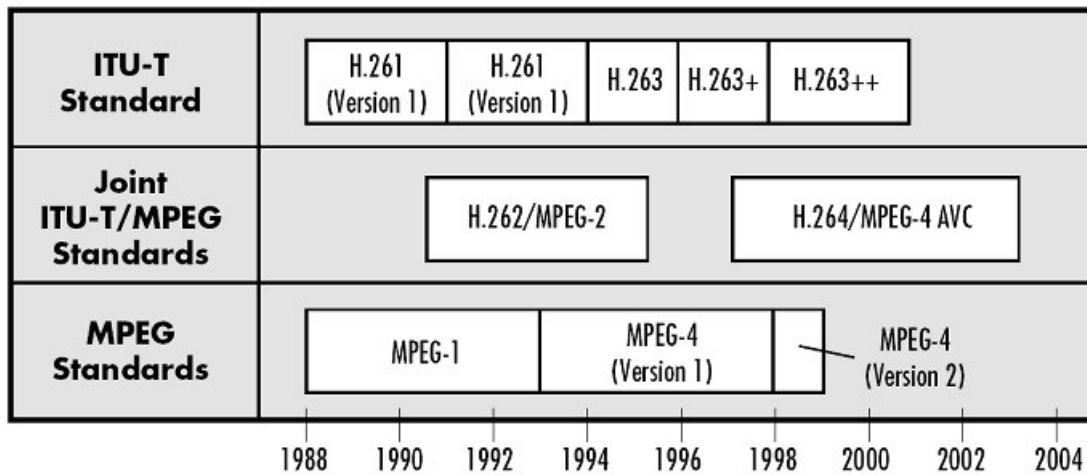 ITU-T
Standard
H.261
(Version 1)
H.261
(Version 1)
H.263
H.263+
H.263++
Joint
ITU-T/MPEG
Standards
H.262/MPEG-2
H.264/MPEG-4 AVC
MPEG
Standards
MPEG-1
MPEG-4
(Version 1)
MPEG-4
(Version 2)
1988 1990 1992 1994 1996 1998 2000 2002 2004